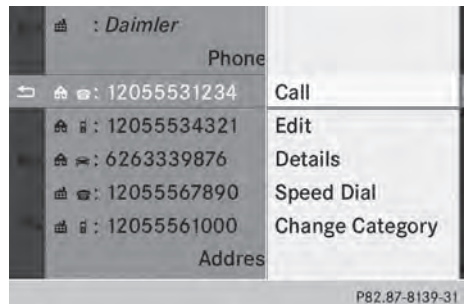 : Daimler
Phone
: 12055531234 Call
: 12055534321 Edit
: 6263339876 Details
: 12055567890 Speed Dial
: 12055561000 Change Category
Addres
P82.87-8139-31